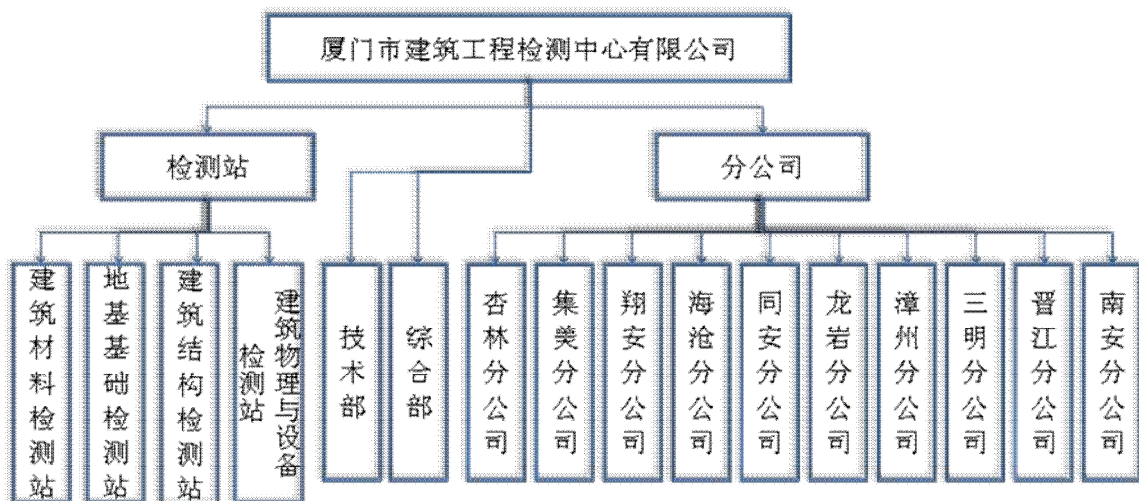 厦门市建筑工程检测中心有限公司
检测站
分公司
建筑材料检测站
地基基础检测站
建筑结构检测站
建筑物理与设备
检测站
技术部
综合部
杏林分公司
集美分公司
翔安分公司
海沧分公司
同安分公司
龙岩分公司
漳州分公司
三明分公司
晋江分公司
南安分公司